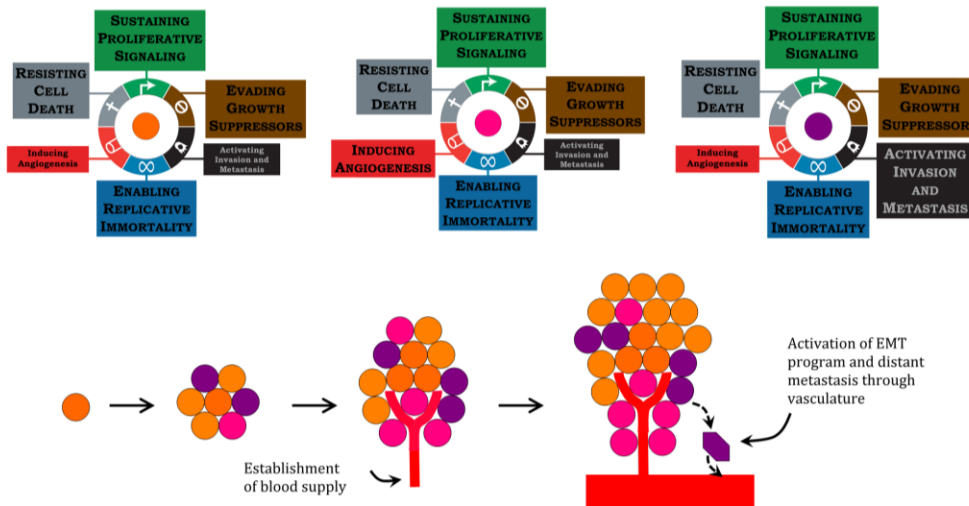 SUSTAINING
PROLIFERATIVE
SIGNALING
RESISTING
CELL
DEATH
EVADING
GROWTH
SUPPRESSORS
INDUCING
ANGIOGENESIS
ACTIVATING
INVASION AND
METASTASIS
ENABLING
REPLICATIVE
IMMORTALITY
SUSTAINING
PROLIFERATIVE
SIGNALING
RESISTING
CELL
DEATH
EVADING
GROWTH
SUPPRESSORS
INDUCING
ANGIOGENESIS
ACTIVATING
INVASION AND
METASTASIS
ENABLING
REPLICATIVE
IMMORTALITY
SUSTAINING
PROLIFERATIVE
SIGNALING
RESISTING
CELL
DEATH
EVADING
GROWTH
SUPPRESSORS
INDUCING
ANGIOGENESIS
ACTIVATING
INVASION
AND
METASTASIS
ENABLING
REPLICATIVE
IMMORTALITY
Activation of EMT
program and distant
metastasis through
vasculature
Establishment
of blood supply